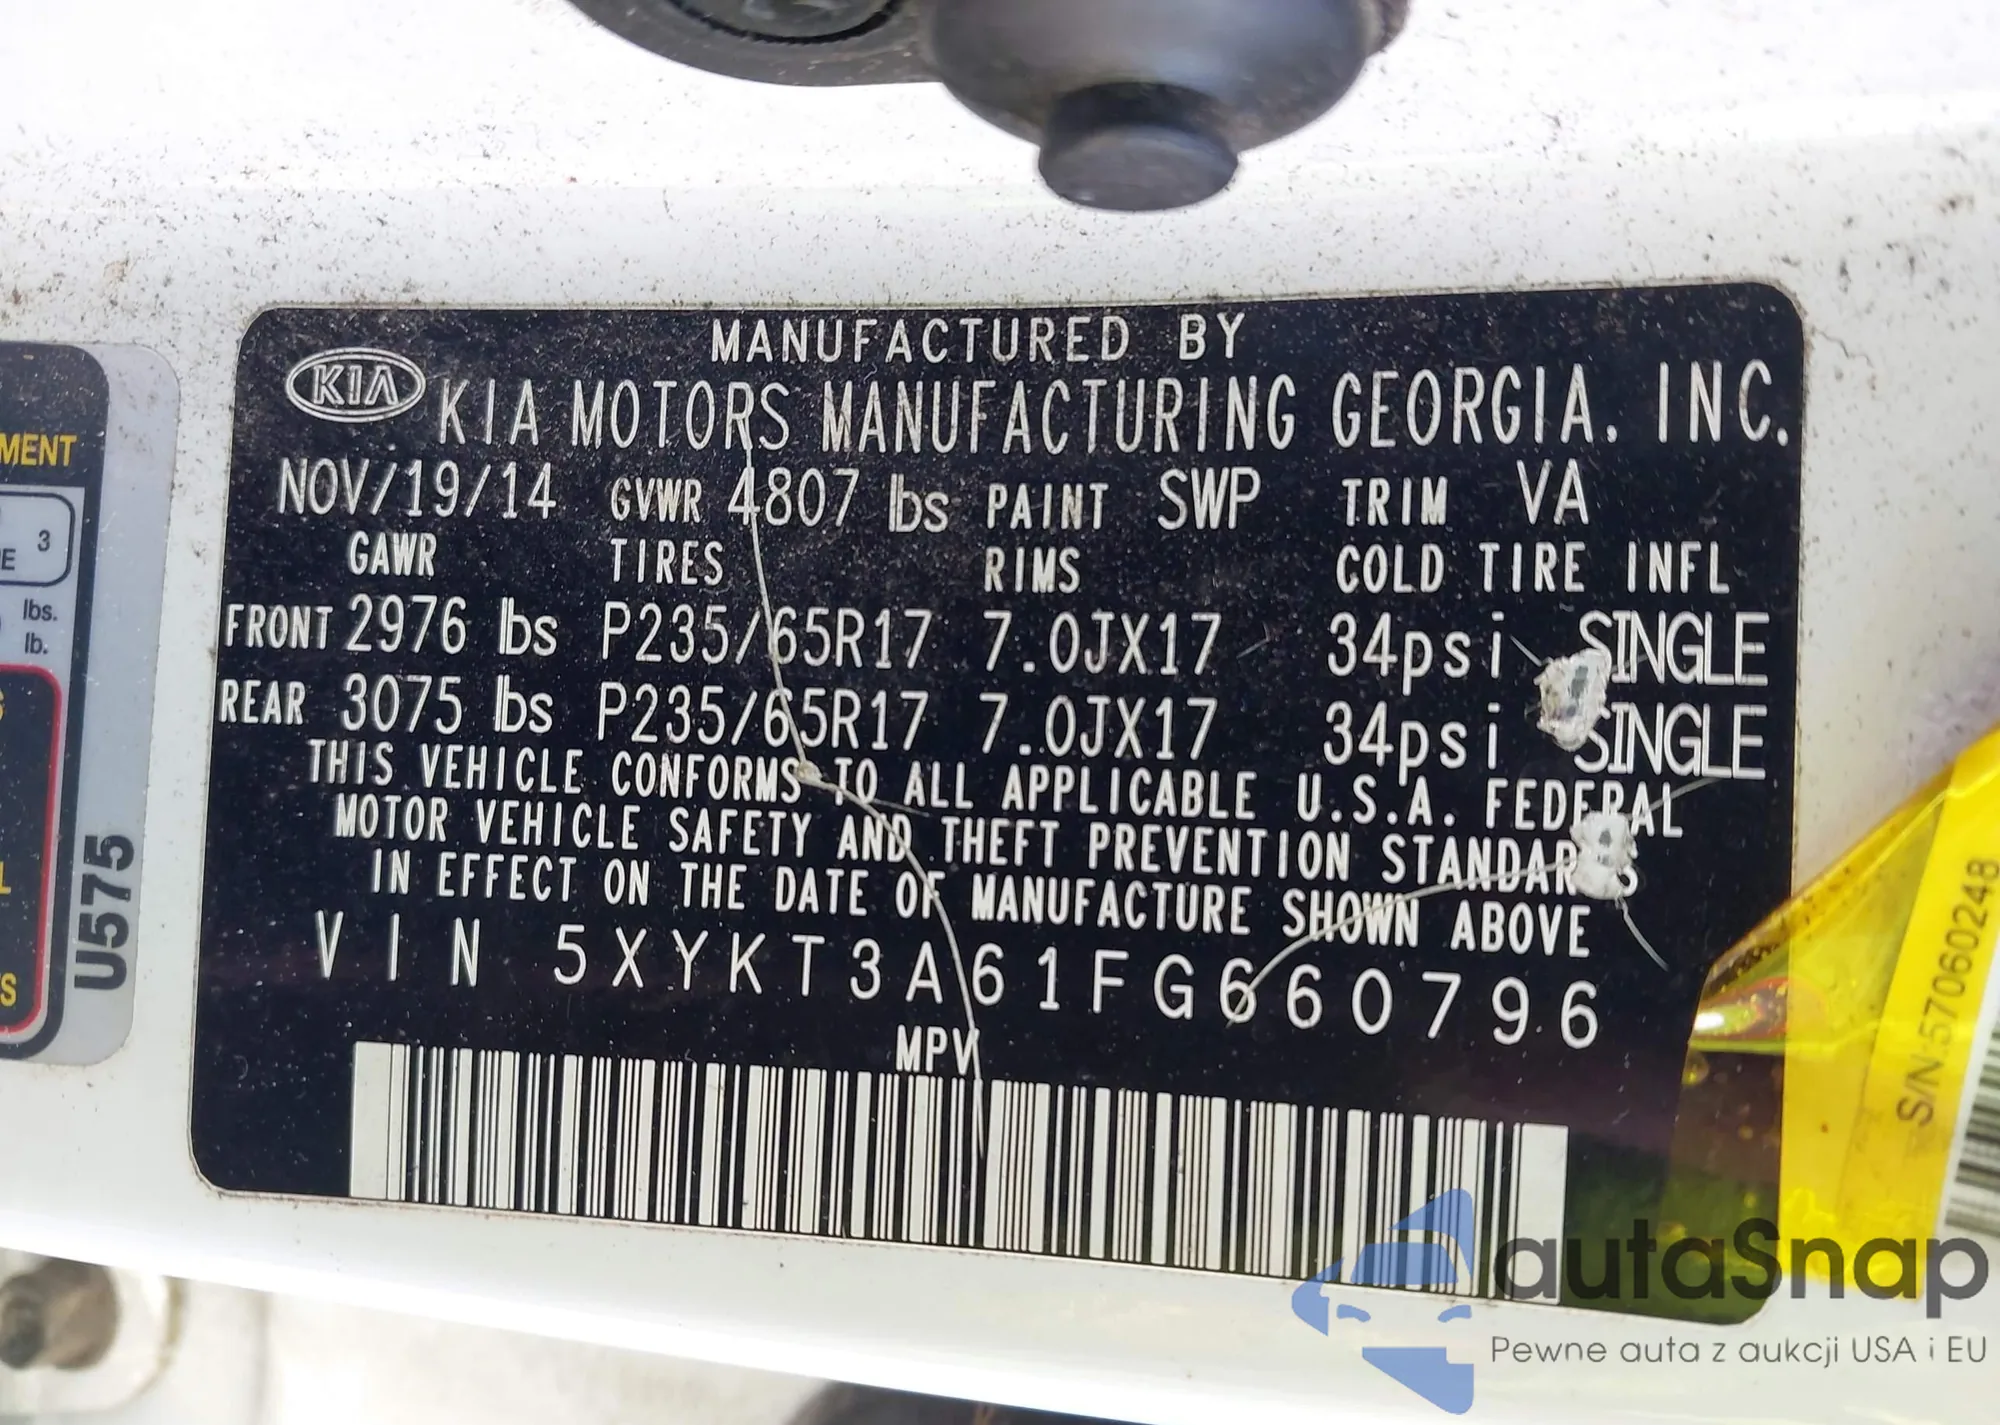 MANUFACTURED BY
KIA KIA MOTORS MANUFACTURING GEORGIA. INC.
NOV/19/14 GVWR 4807 lbs PAINT SWP TRIM VA
GAWR TIRES RIMS COLD TIRE INFL
FRONT 2976 lbs P235/65R17 7.0JX17 34psi SINGLE
REAR 3075 lbs P235/65R17 7.0JX17 34psi SINGLE
THIS VEHICLE CONFORMS TO ALL APPLICABLE U.S.A. FEDERAL
MOTOR VEHICLE SAFETY AND THEFT PREVENTION STANDARDS
IN EFFECT ON THE DATE OF MANUFACTURE SHOWN ABOVE
VIN 5XYKT3A61FG660796
MPV
MENT
3
E
lbs.
lb.
S
L
S
U575
S/N:57060248
autaSnap
Pewne auta z aukcji USA i EU